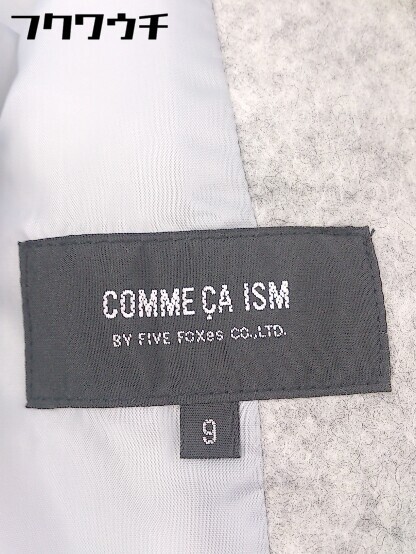 フクワウチ
COMME ÇA ISM
BY FIVE FOXes CO.,LTD.
9